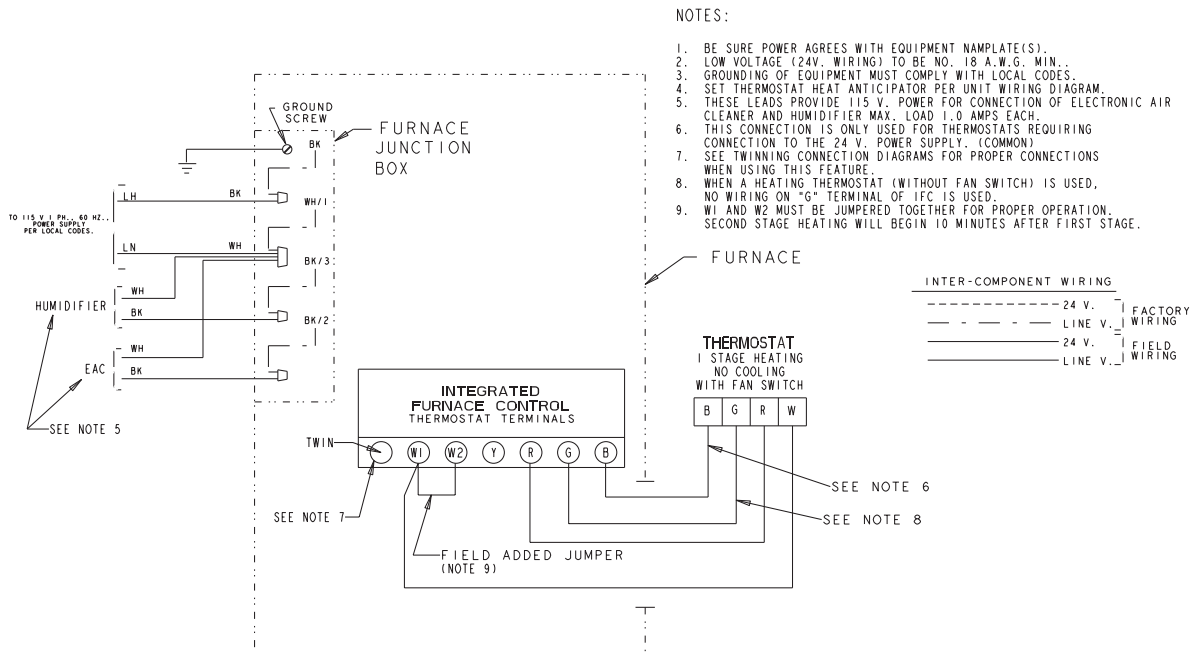 NOTES:
1. BE SURE POWER AGREES WITH EQUIPMENT NAMPLATE(S).
2. LOW VOLTAGE (24V. WIRING) TO BE NO. 18 A.W.G. MIN..
3. GROUNDING OF EQUIPMENT MUST COMPLY WITH LOCAL CODES.
4. SET THERMOSTAT HEAT ANTICIPATOR PER UNIT WIRING DIAGRAM.
5. THESE LEADS PROVIDE 115 V. POWER FOR CONNECTION OF ELECTRONIC AIR
CLEANER AND HUMIDIFIER MAX. LOAD 1.0 AMPS EACH.
6. THIS CONNECTION IS ONLY USED FOR THERMOSTATS REQUIRING
CONNECTION TO THE 24 V. POWER SUPPLY. (COMMON)
7. SEE TWINNING CONNECTION DIAGRAMS FOR PROPER CONNECTIONS
WHEN USING THIS FEATURE.
8. WHEN A HEATING THERMOSTAT (WITHOUT FAN SWITCH) IS USED,
NO WIRING ON "G" TERMINAL OF IFC IS USED.
9. W1 AND W2 MUST BE JUMPERED TOGETHER FOR PROPER OPERATION.
SECOND STAGE HEATING WILL BEGIN 10 MINUTES AFTER FIRST STAGE.
GROUND
SCREW
FURNACE
JUNCTION
BOX
BK
LH
BK
WH/1
TO 115 V 1 PH., 60 HZ.,
POWER SUPPLY
PER LOCAL CODES.
LN
WH
BK/3
FURNACE
HUMIDIFIER
WH
BK
BK/2
EAC
WH
BK
SEE NOTE 5
INTER-COMPONENT WIRING
24 V.
LINE V.
FACTORY
WIRING
24 V.
LINE V.
FIELD
WIRING
THERMOSTAT
1 STAGE HEATING
NO COOLING
WITH FAN SWITCH
B G R W
INTEGRATED
FURNACE CONTROL
THERMOSTAT TERMINALS
TWIN
W1 W2 Y R G B
SEE NOTE 6
SEE NOTE 7
SEE NOTE 8
FIELD ADDED JUMPER
(NOTE 9)